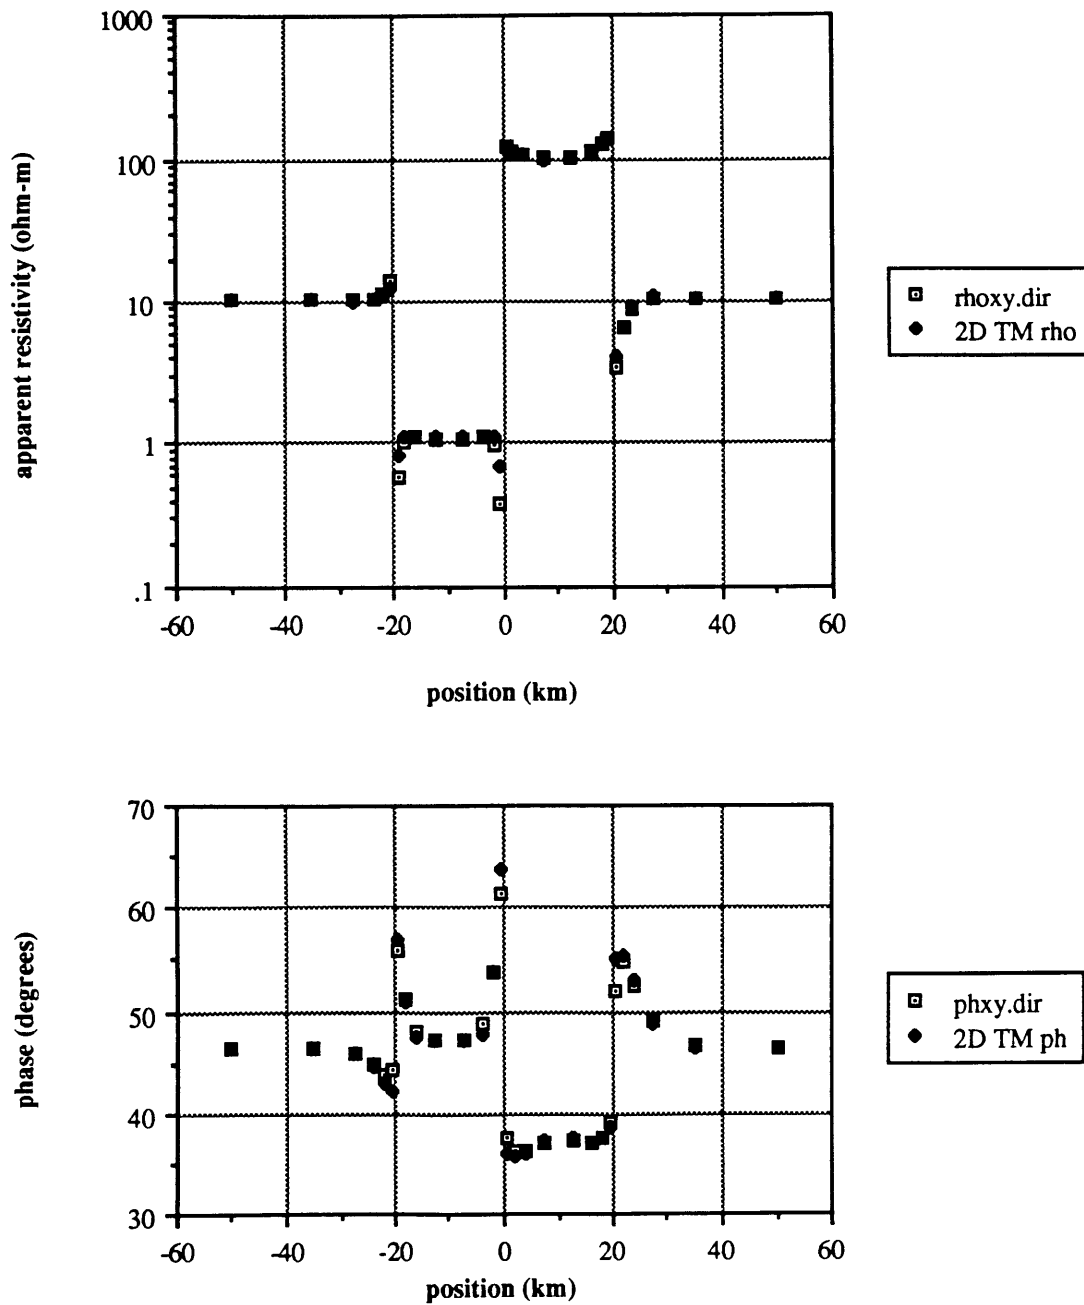 1000
100
10
1
.1
apparent resistivity (ohm-m)
-60 -40 -20 0 20 40 60
position (km)
rhoxy.dir
2D TM rho
70
60
50
40
30
phase (degrees)
-60 -40 -20 0 20 40 60
position (km)
phxy.dir
2D TM ph